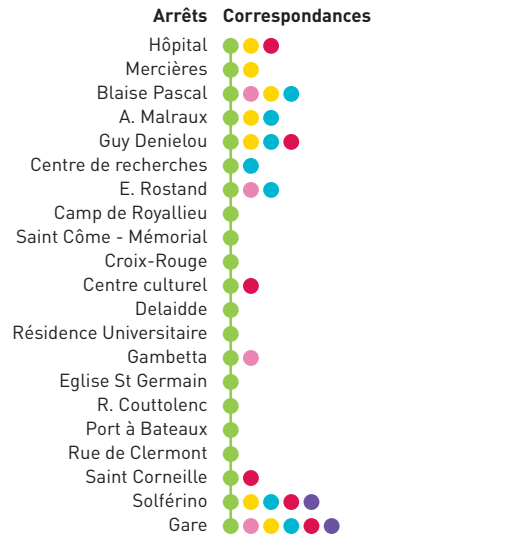 Arrêts Correspondances
Hôpital
Mercières
Blaise Pascal
A. Malraux
Guy Denielou
Centre de recherches
E. Rostand
Camp de Royallieu
Saint Côme - Mémorial
Croix-Rouge
Centre culturel
Delaidde
Résidence Universitaire
Gambetta
Eglise St Germain
R. Couttolenc
Port à Bateaux
Rue de Clermont
Saint Corneille
Solférino
Gare